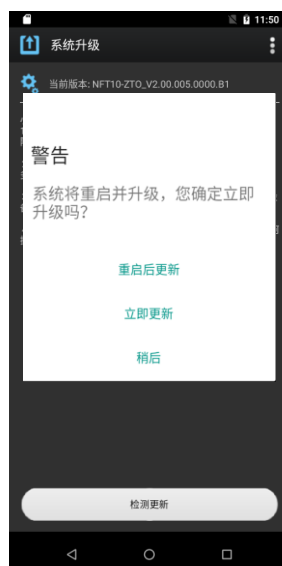 11:50
系统升级
当前版本: NFT10-ZTO_V2.00.005.0000.B1
警告
系统将重启并升级，您确定立即
升级吗？
重启后更新
立即更新
稍后
检测更新